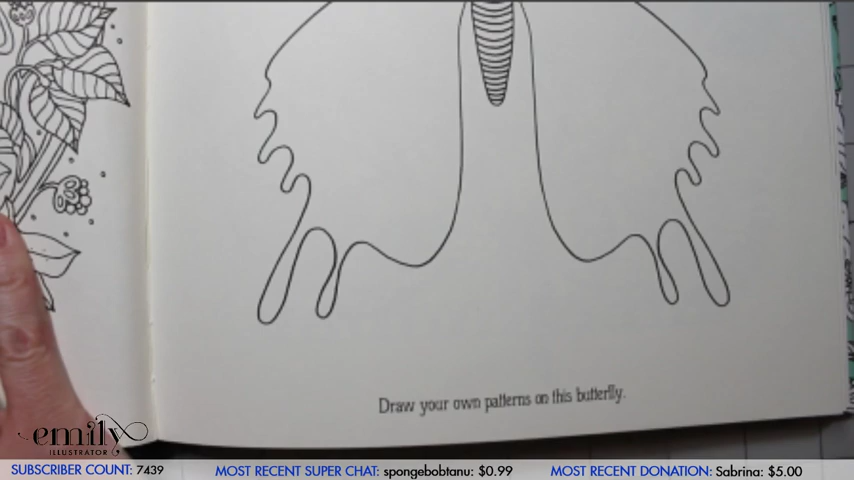 Draw your own patterns on this butterfly.
emily
ILLUSTRATOR
SUBSCRIBER COUNT: 7439 MOST RECENT SUPER CHAT: spongebobtanu: $0.99 MOST RECENT DONATION: Sabrina: $5.00